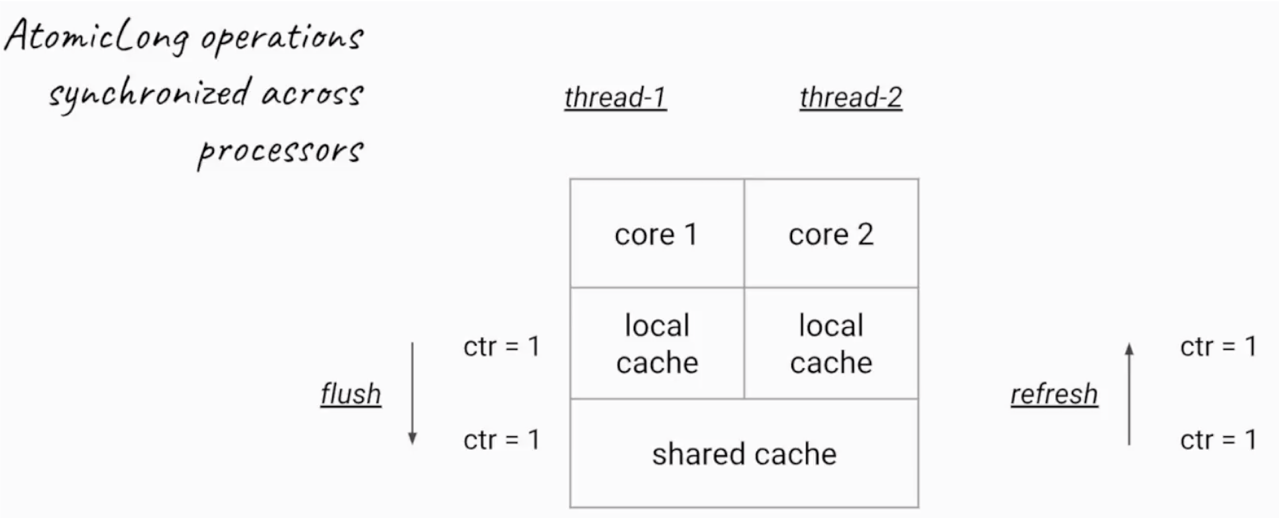 AtomicLong operations
synchronized across
processors
thread-1
thread-2
core 1
core 2
local
cache
local
cache
shared cache
flush
ctr = 1
ctr = 1
refresh
ctr = 1
ctr = 1